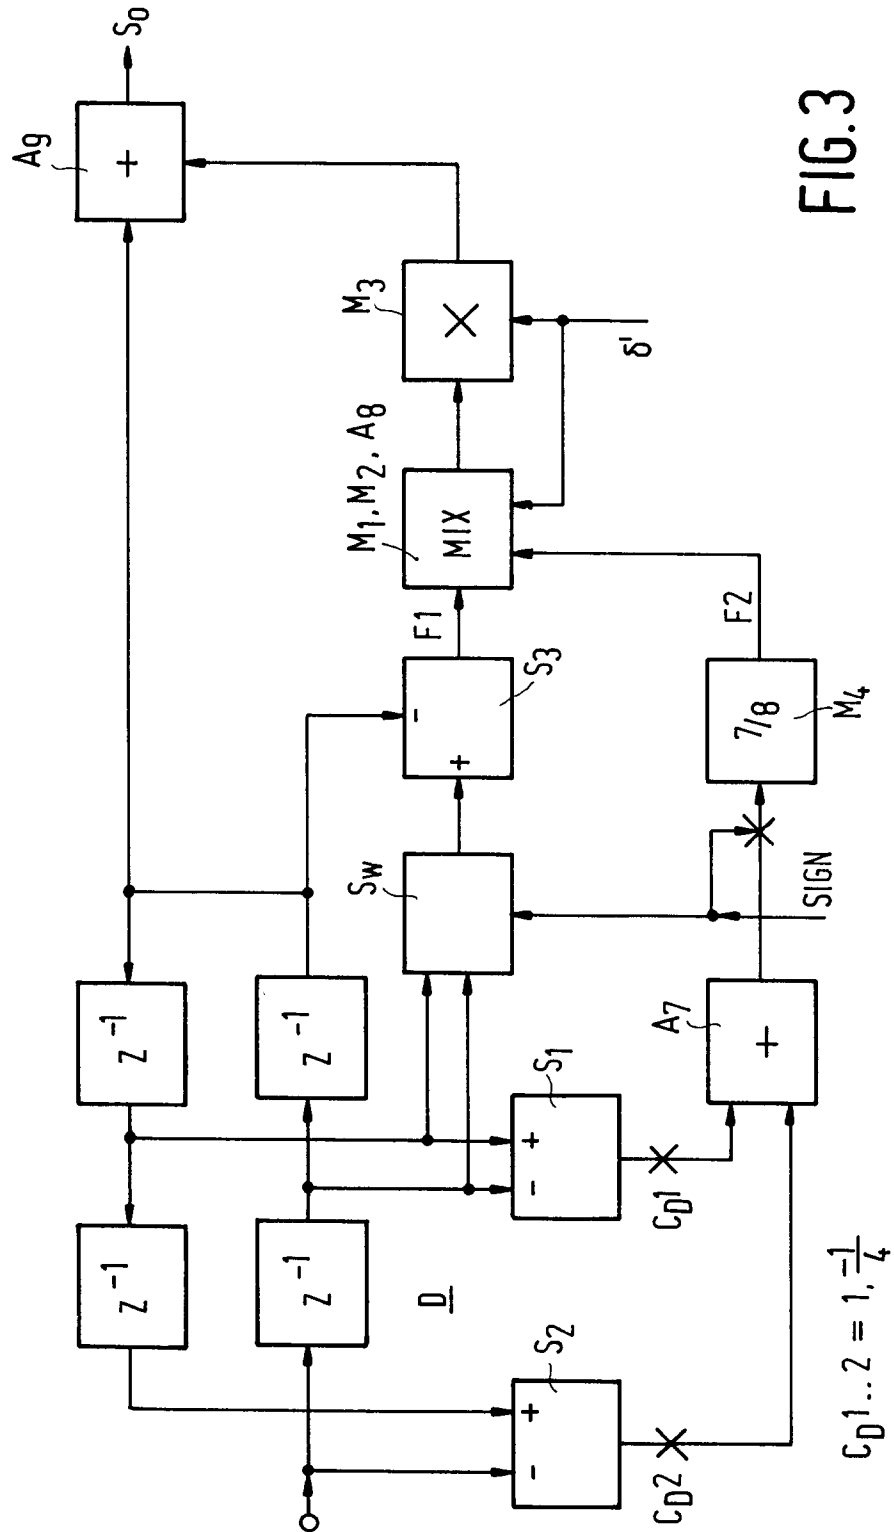 A9
+
S0
M3
×
δ'
M1, M2, A8
MIX
F1
F2
S3
-
+
7/8
M4
SW
SIGN
z⁻¹
z⁻¹
z⁻¹
z⁻¹
A7
+
S1
+
-
CD1
D
S2
+
-
CD2
CD1..2 = 1, -1/4
FIG.3